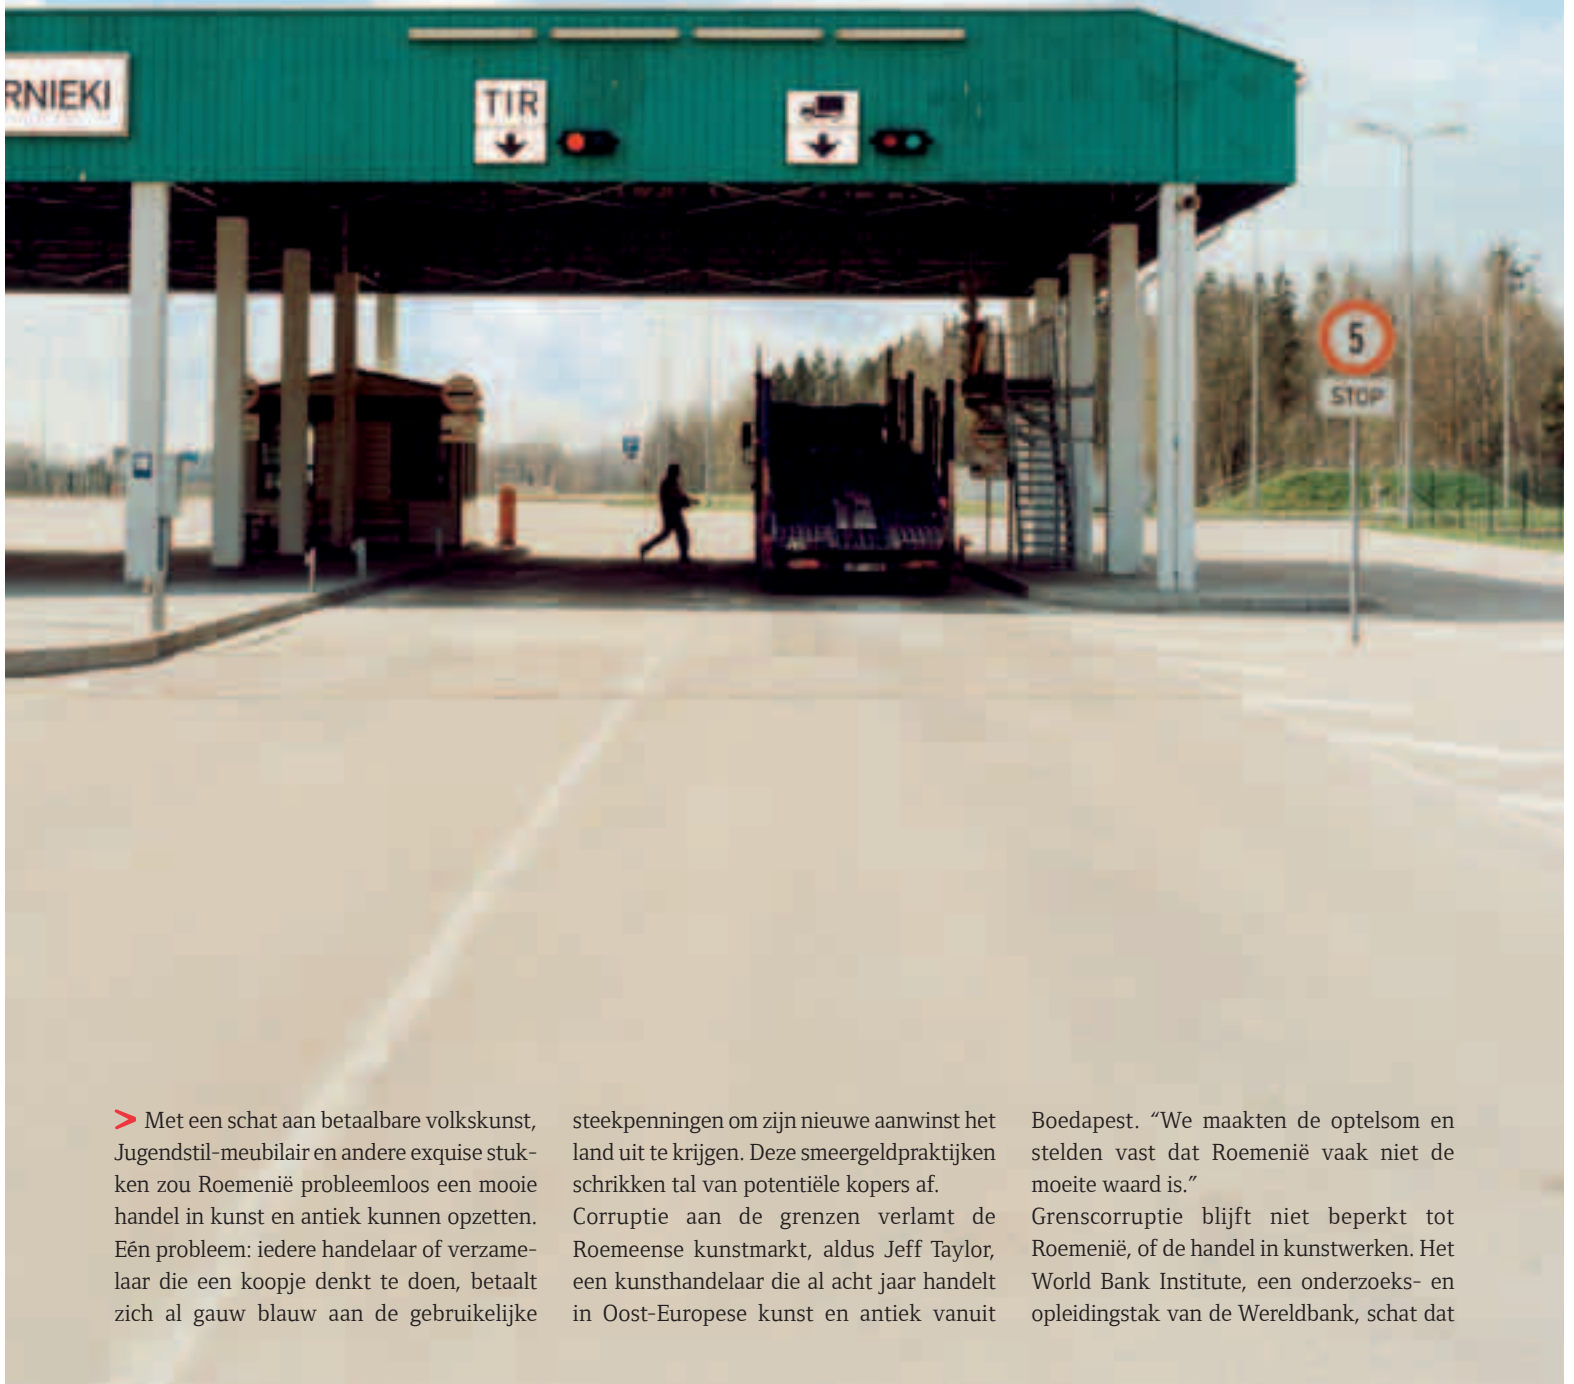 RNIEKI
TIR
5
STOP
> Met een schat aan betaalbare volkskunst,
Jugendstil-meubilair en andere exquise stuk-
ken zou Roemenië probleemloos een mooie
handel in kunst en antiek kunnen opzetten.
Eén probleem: iedere handelaar of verzame-
laar die een koopje denkt te doen, betaalt
zich al gauw blauw aan de gebruikelijke
steekpenningen om zijn nieuwe aanwinst het
land uit te krijgen. Deze smeergeldpraktijken
schrikken tal van potentiële kopers af.
Corruptie aan de grenzen verlamt de
Roemeense kunstmarkt, aldus Jeff Taylor,
een kunsthandelaar die al acht jaar handelt
in Oost-Europese kunst en antiek vanuit
Boedapest. “We maakten de optelsom en
stelden vast dat Roemenië vaak niet de
moeite waard is.”
Grenscorruptie blijft niet beperkt tot
Roemenië, of de handel in kunstwerken. Het
World Bank Institute, een onderzoeks- en
opleidingstak van de Wereldbank, schat dat